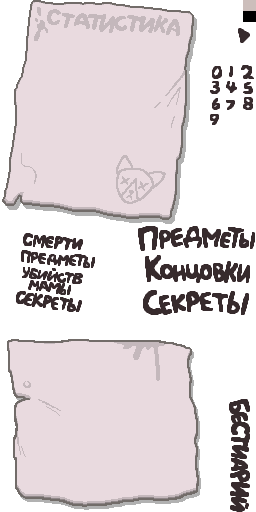 СТАТИСТИКА
0 1 2
3 4 5
6 7 8
9
СМЕРТИ
ПРЕДМЕТЫ
УБИЙСТВ
МАМЫ
СЕКРЕТЫ
ПРЕДМЕТЫ
КОНЦОВКИ
СЕКРЕТЫ
БЕСТИАРИЙ